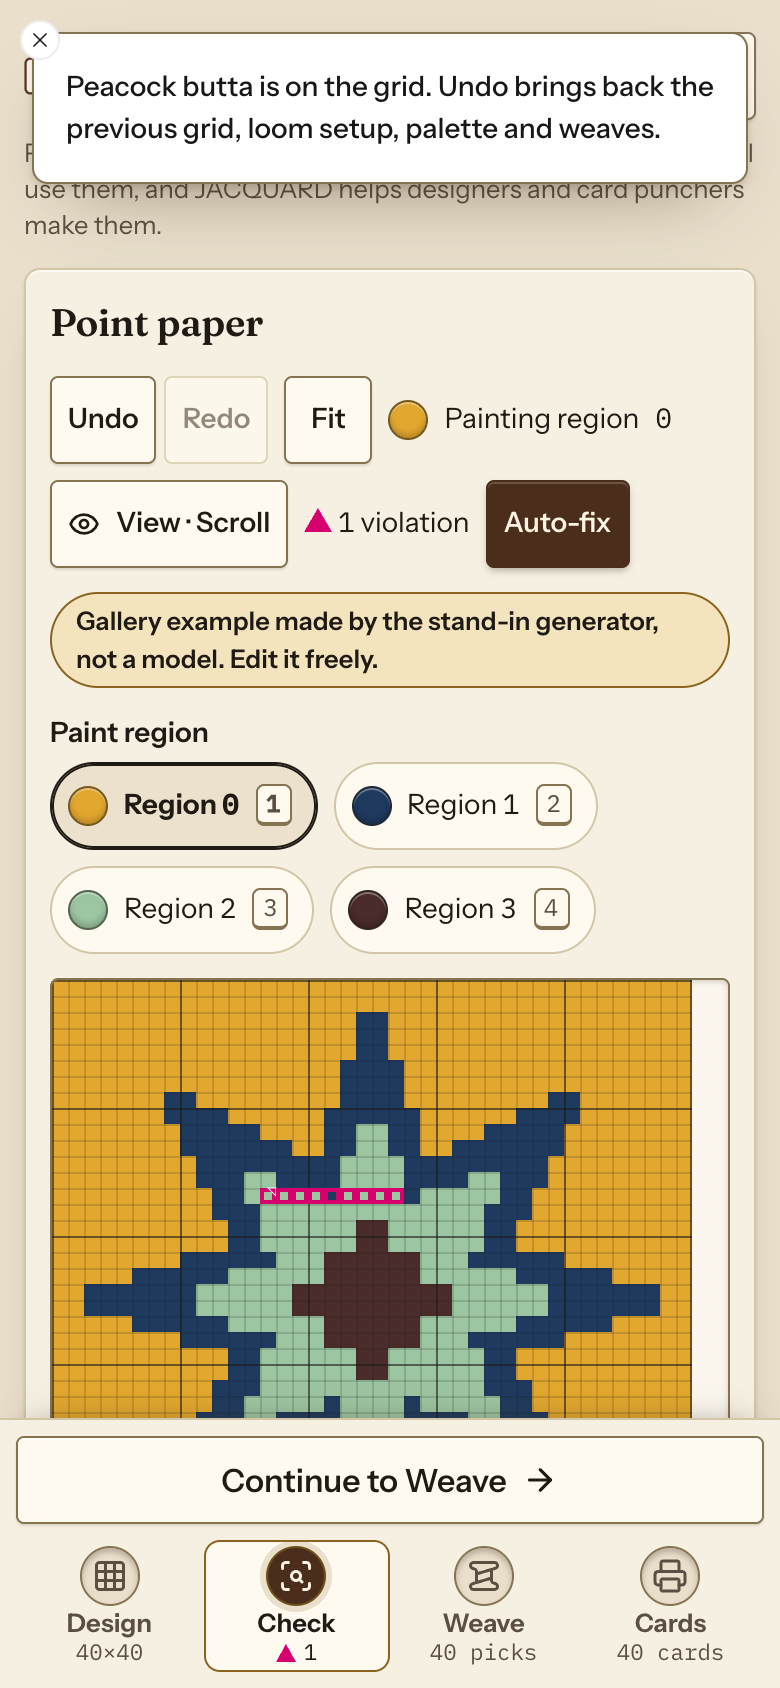 Peacock butta is on the grid. Undo brings back the
previous grid, loom setup, palette and weaves.
use them, and JACQUARD helps designers and card punchers
make them.
Point paper
Undo
Redo
Fit
Painting region 0
View · Scroll
1 violation
Auto-fix
Gallery example made by the stand-in generator,
not a model. Edit it freely.
Paint region
Region 0 1
Region 1 2
Region 2 3
Region 3 4
Continue to Weave →
Design
40×40
Check
1
Weave
40 picks
Cards
40 cards